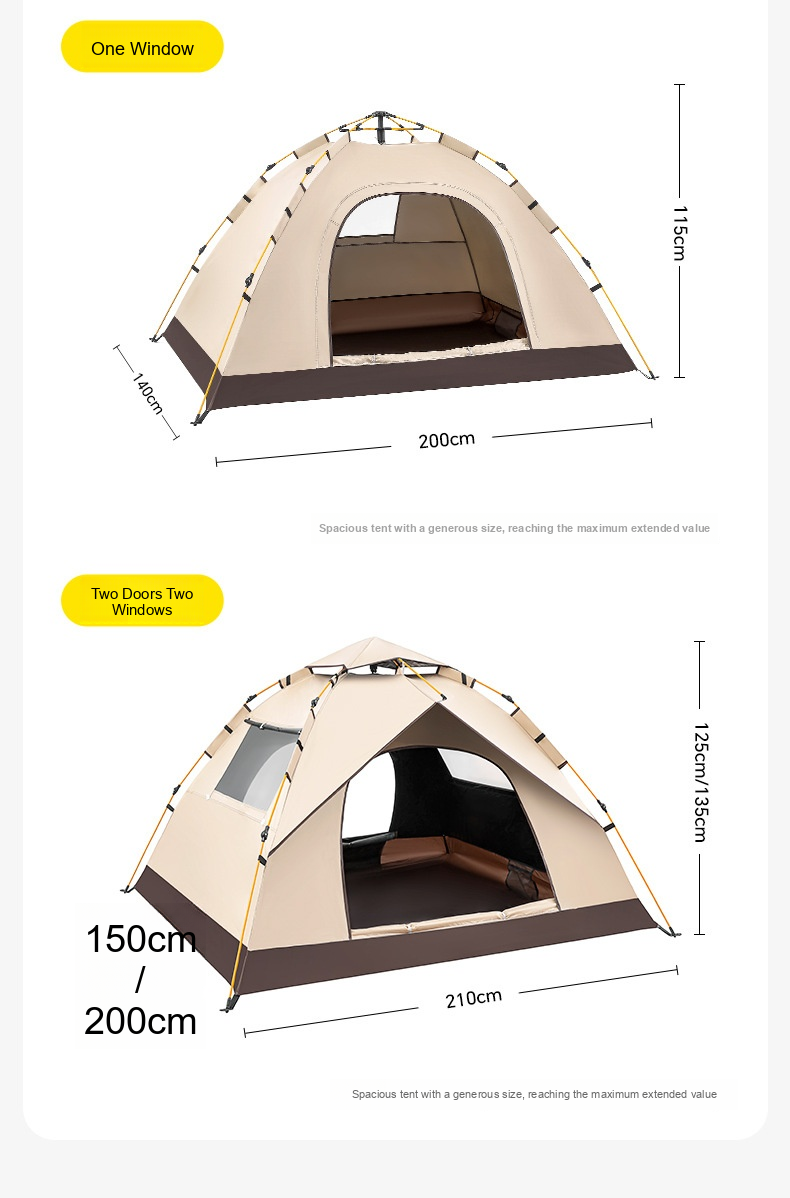 One Window
115cm
140cm
200cm
Spacious tent with a generous size, reaching the maximum extended value
Two Doors Two
Windows
125cm/135cm
150cm
/
200cm
210cm
Spacious tent with a generous size, reaching the maximum extended value